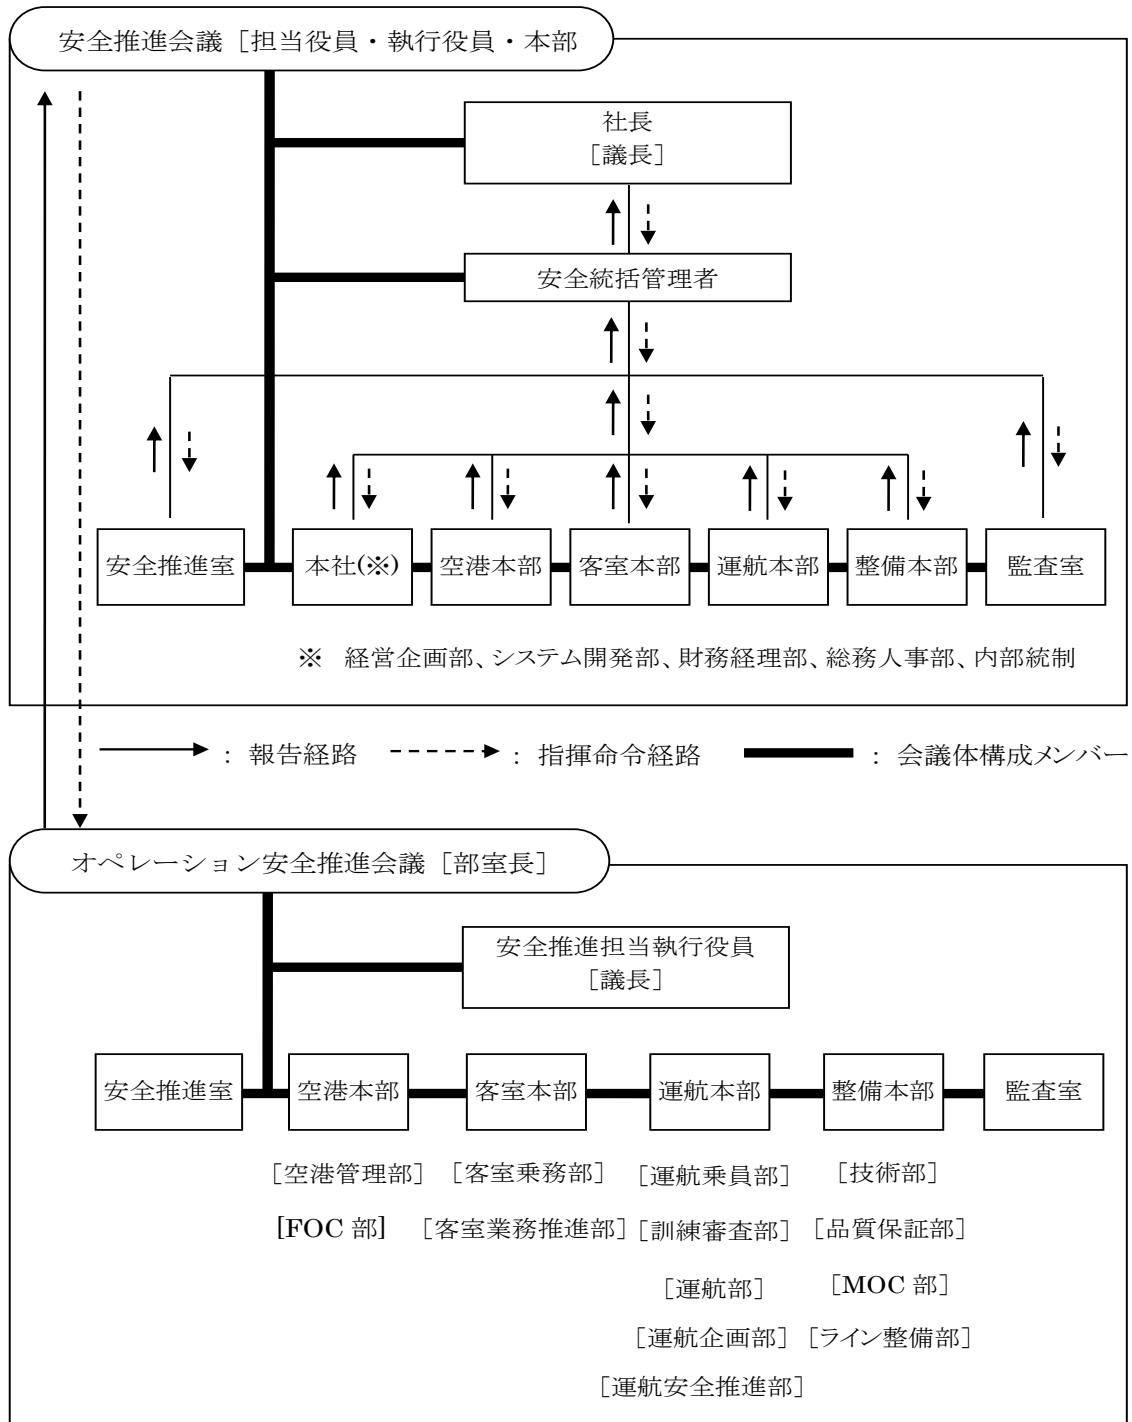 安全推進会議［担当役員・執行役員・本部
社長
［議長］
安全統括管理者
安全推進室 本社(※) 空港本部 客室本部 運航本部 整備本部 監査室
※ 経営企画部、システム開発部、財務経理部、総務人事部、内部統制
：報告経路 ：指揮命令経路 ：会議体構成メンバー
オペレーション安全推進会議［部室長］
安全推進担当執行役員
［議長］
安全推進室 空港本部 客室本部 運航本部 整備本部 監査室
［空港管理部］ ［客室乗務部］ ［運航乗員部］ ［技術部］
[FOC 部] ［客室業務推進部］ ［訓練審査部］ ［品質保証部］
［運航部］ ［MOC 部］
［運航企画部］ ［ライン整備部］
［運航安全推進部］